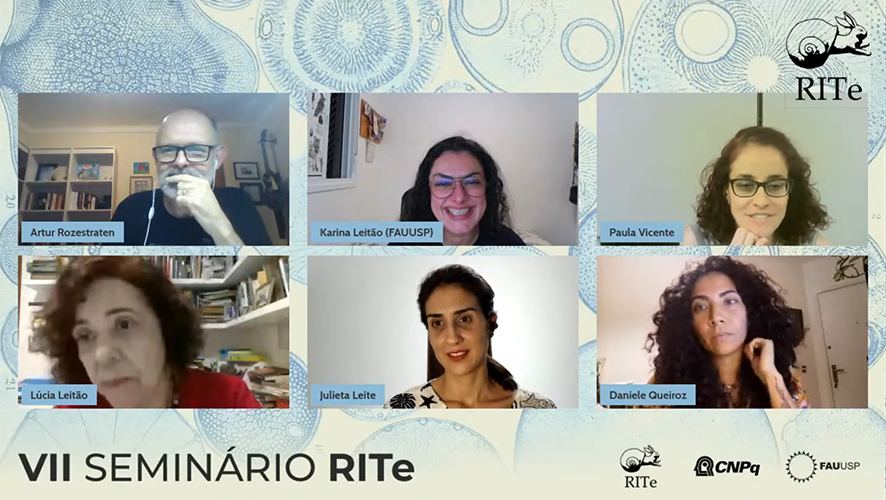 RITe
Artur Rozestraten
Karina Leitão (FAUUSP)
Paula Vicente
Lúcia Leitão
Julieta Leite
Daniele Queiroz
VII SEMINÁRIO RITe
RITe
CNPq
FAUUSP